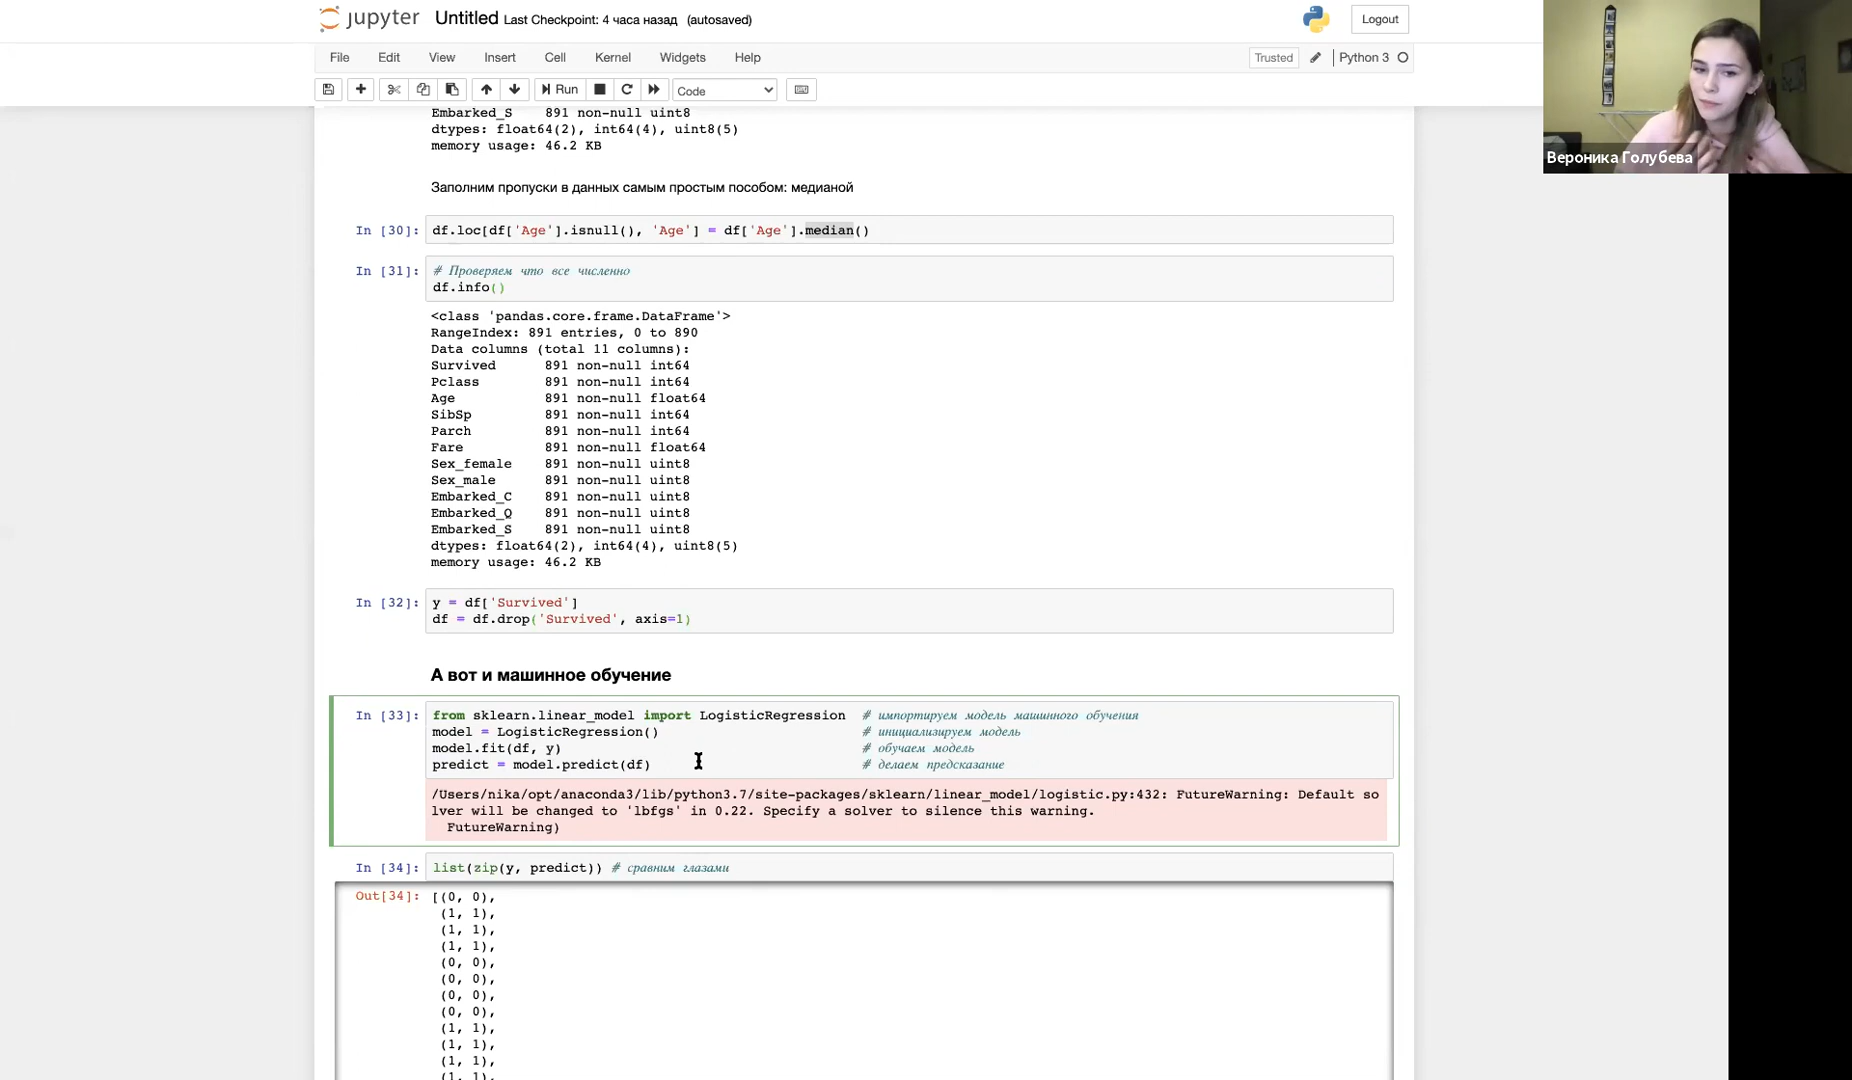 jupyter Untitled Last Checkpoint: 4 часа назад (autosaved) Logout
File Edit View Insert Cell Kernel Widgets Help Trusted Python 3
Run Code
Embarked_S 891 non-null uint8
dtypes: float64(2), int64(4), uint8(5)
memory usage: 46.2 KB
Вероника Голубева
Заполним пропуски в данных самым простым пособом: медианой
In [30]: df.loc[df['Age'].isnull(), 'Age'] = df['Age'].median()
In [31]: # Проверяем что все численно
df.info()
<class 'pandas.core.frame.DataFrame'>
RangeIndex: 891 entries, 0 to 890
Data columns (total 11 columns):
Survived 891 non-null int64
Pclass 891 non-null int64
Age 891 non-null float64
SibSp 891 non-null int64
Parch 891 non-null int64
Fare 891 non-null float64
Sex_female 891 non-null uint8
Sex_male 891 non-null uint8
Embarked_C 891 non-null uint8
Embarked_Q 891 non-null uint8
Embarked_S 891 non-null uint8
dtypes: float64(2), int64(4), uint8(5)
memory usage: 46.2 KB
In [32]: y = df['Survived']
df = df.drop('Survived', axis=1)
А вот и машинное обучение
In [33]: from sklearn.linear_model import LogisticRegression # импортируем модель машинного обучения
model = LogisticRegression() # инициализируем модель
model.fit(df, y) # обучаем модель
predict = model.predict(df) # делаем предсказание
/Users/nika/opt/anaconda3/lib/python3.7/site-packages/sklearn/linear_model/logistic.py:432: FutureWarning: Default so
lver will be changed to 'lbfgs' in 0.22. Specify a solver to silence this warning.
FutureWarning)
In [34]: list(zip(y, predict)) # сравним глазами
Out[34]: [(0, 0),
(1, 1),
(1, 1),
(1, 1),
(0, 0),
(0, 0),
(0, 0),
(0, 0),
(1, 1),
(1, 1),
(1, 1),
(1, 1),